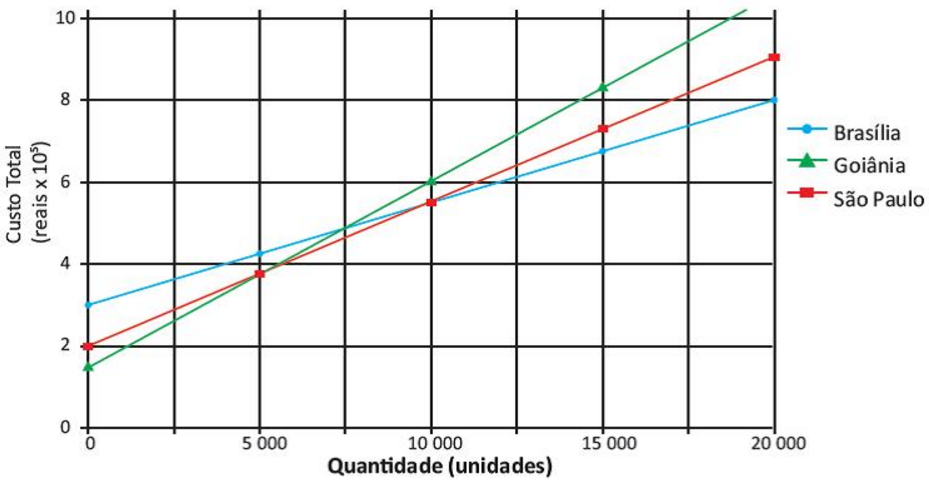 10
8
6
4
2
0
Custo Total
(reais x 10⁵)
0
5 000
10 000
15 000
20 000
Quantidade (unidades)
Brasília
Goiânia
São Paulo